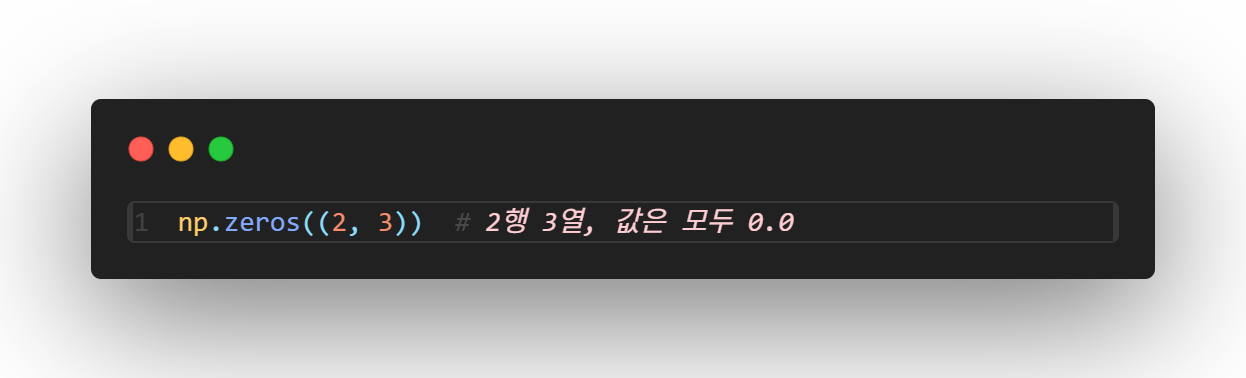 1 np.zeros((2, 3))  # 2행 3열, 값은 모두 0.0